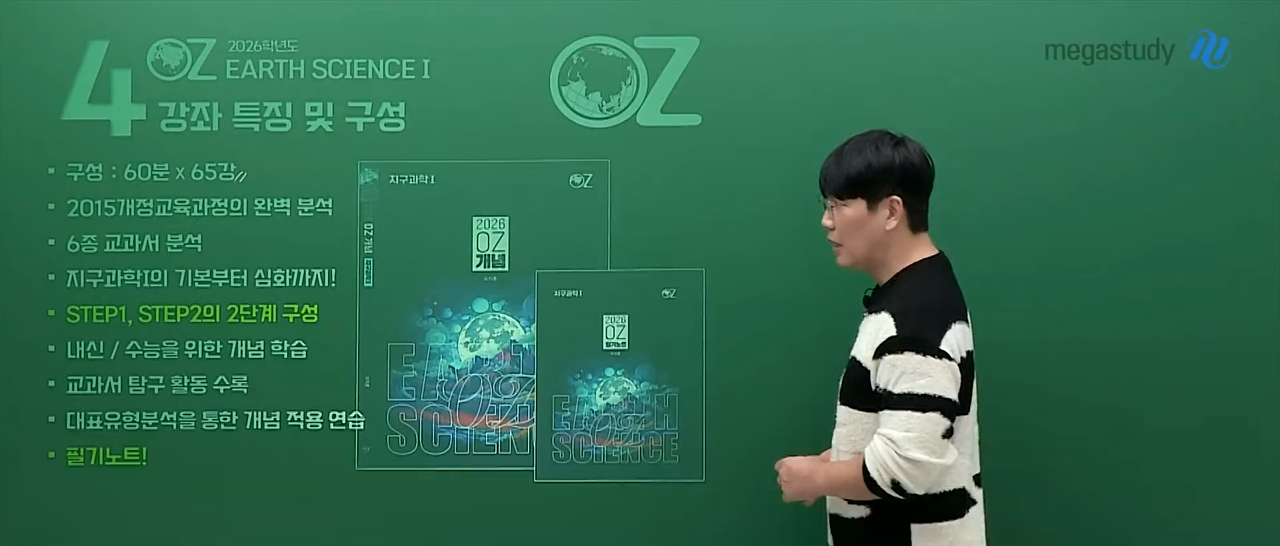 4
OZ
2026학년도
EARTH SCIENCE I
강좌 특징 및 구성
OZ
megastudy
▪ 구성 : 60분 x 65강
▪ 2015개정교육과정의 완벽 분석
▪ 6종 교과서 분석
▪ 지구과학I의 기본부터 심화까지!
▪ STEP1, STEP2의 2단계 구성
▪ 내신 / 수능을 위한 개념 학습
▪ 교과서 탐구 활동 수록
▪ 대표유형분석을 통한 개념 적용 연습
▪ 필기노트!
지구과학 I
OZ
2026
OZ
개념
EARTH
SCIEN
지구과학 I
OZ
2026
OZ
필기노트
EARTH
SCIENCE